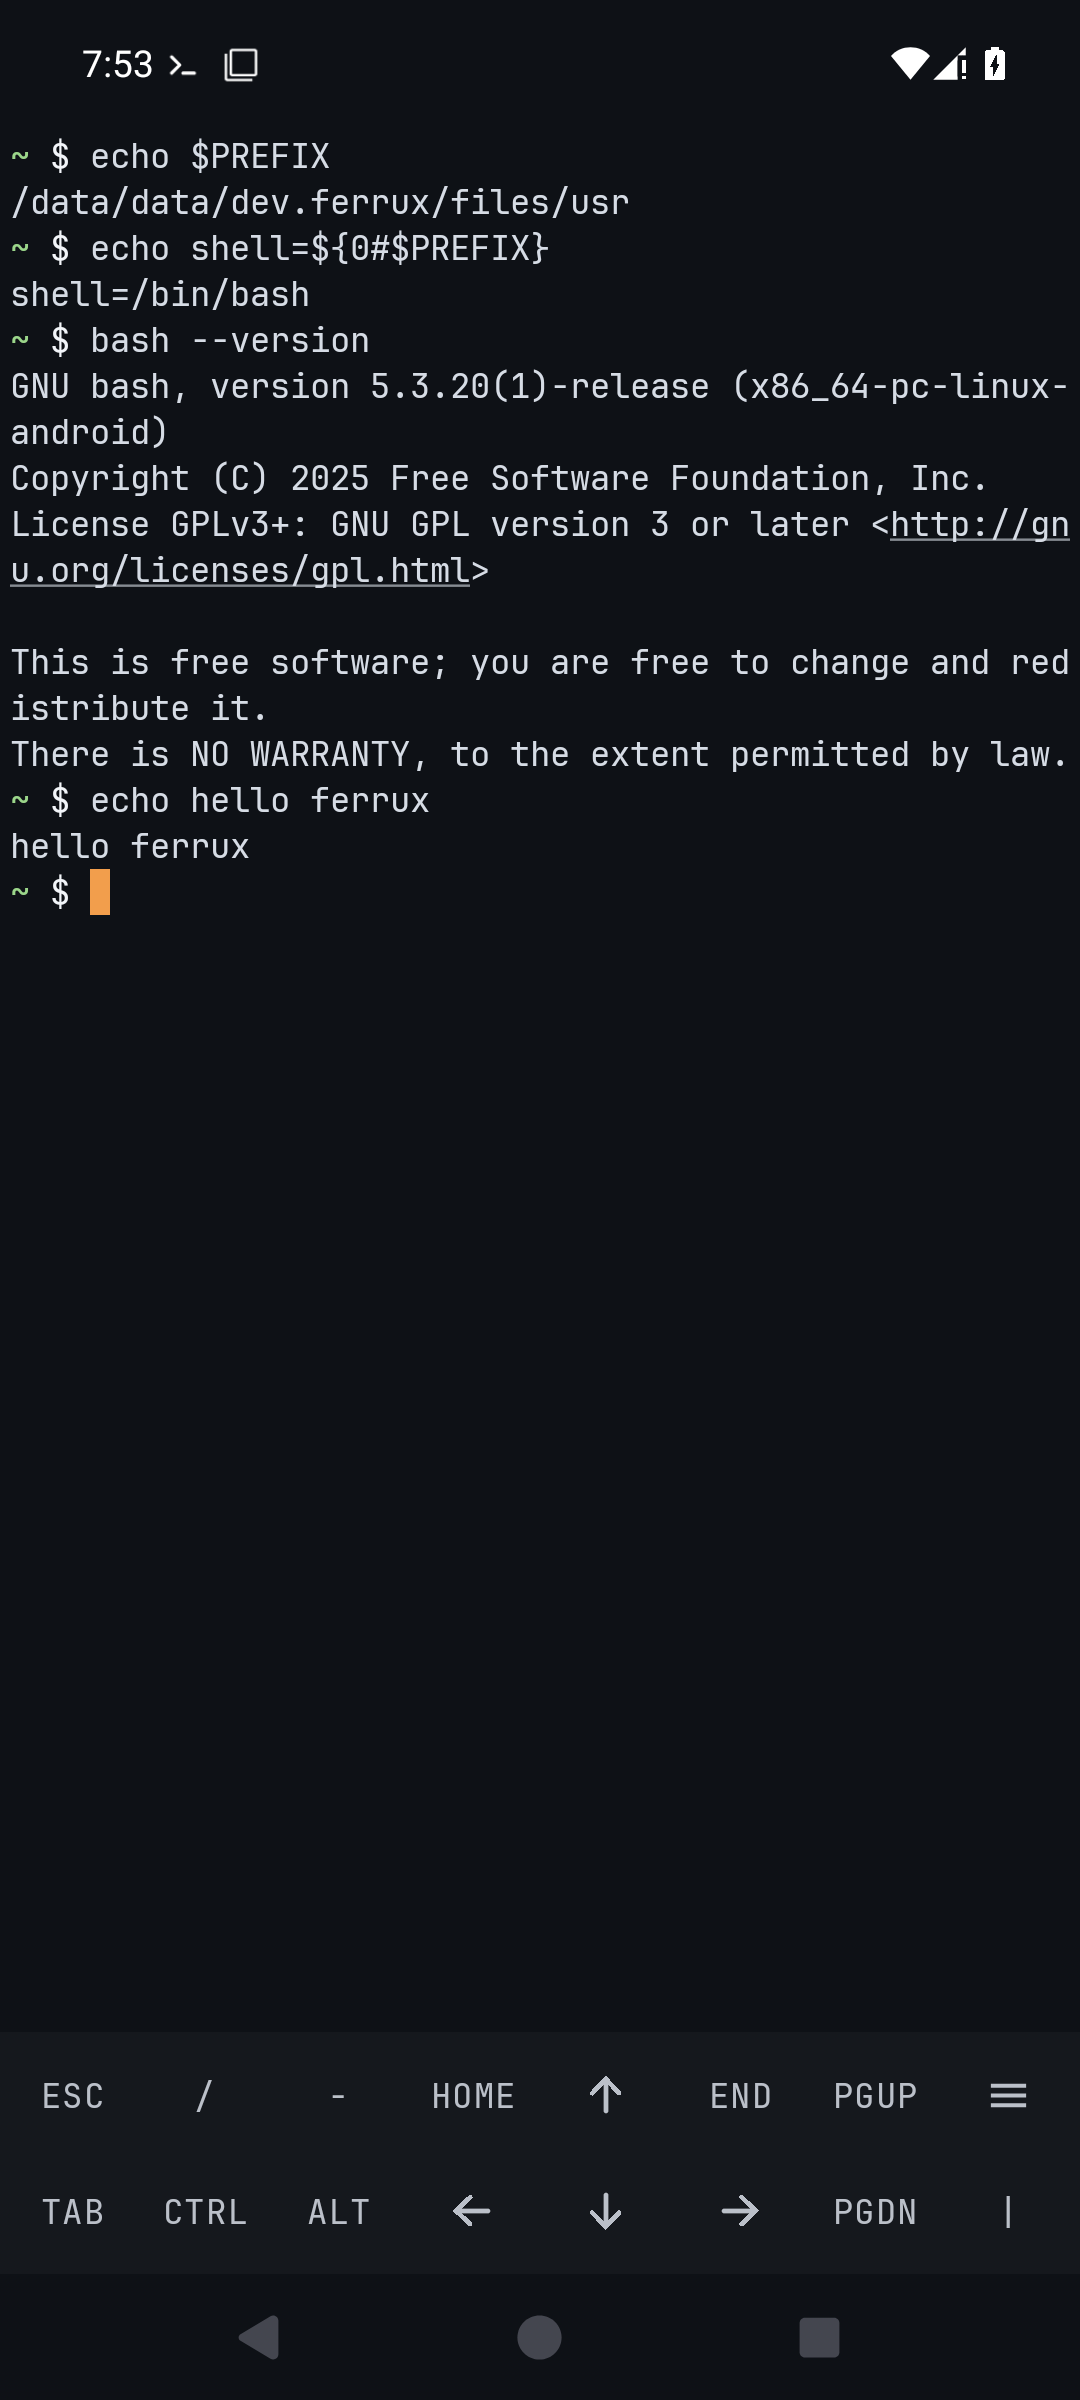 7:53
~ $ echo $PREFIX
/data/data/dev.ferrux/files/usr
~ $ echo shell=${0#$PREFIX}
shell=/bin/bash
~ $ bash --version
GNU bash, version 5.3.20(1)-release (x86_64-pc-linux-
android)
Copyright (C) 2025 Free Software Foundation, Inc.
License GPLv3+: GNU GPL version 3 or later <http://gn
u.org/licenses/gpl.html>

This is free software; you are free to change and red
istribute it.
There is NO WARRANTY, to the extent permitted by law.
~ $ echo hello ferrux
hello ferrux
~ $
ESC / - HOME ↑ END PGUP ☰
TAB CTRL ALT ← ↓ → PGDN |